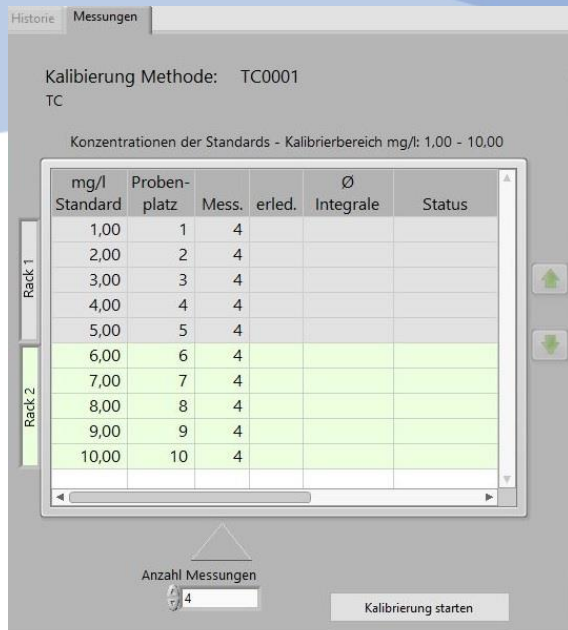 Historie Messungen
Kalibierung Methode: TC0001
TC
Konzentrationen der Standards - Kalibrierbereich mg/l: 1,00 - 10,00
mg/l Proben- Ø
Standard platz Mess. erled. Integrale Status
1,00 1 4
2,00 2 4
3,00 3 4
4,00 4 4
5,00 5 4
6,00 6 4
7,00 7 4
8,00 8 4
9,00 9 4
10,00 10 4
Rack 1
Rack 2
Anzahl Messungen
4
Kalibrierung starten